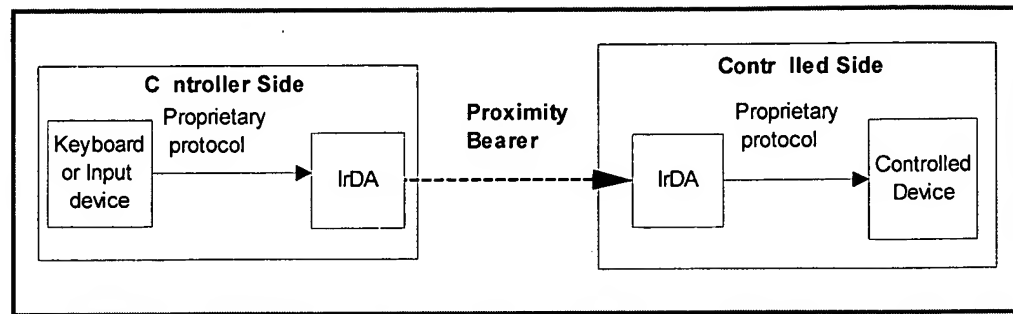 C ntroller Side
Keyboard
or Input
device
Proprietary
protocol
IrDA
Proximity
Bearer
Contr lled Side
IrDA
Proprietary
protocol
Controlled
Device